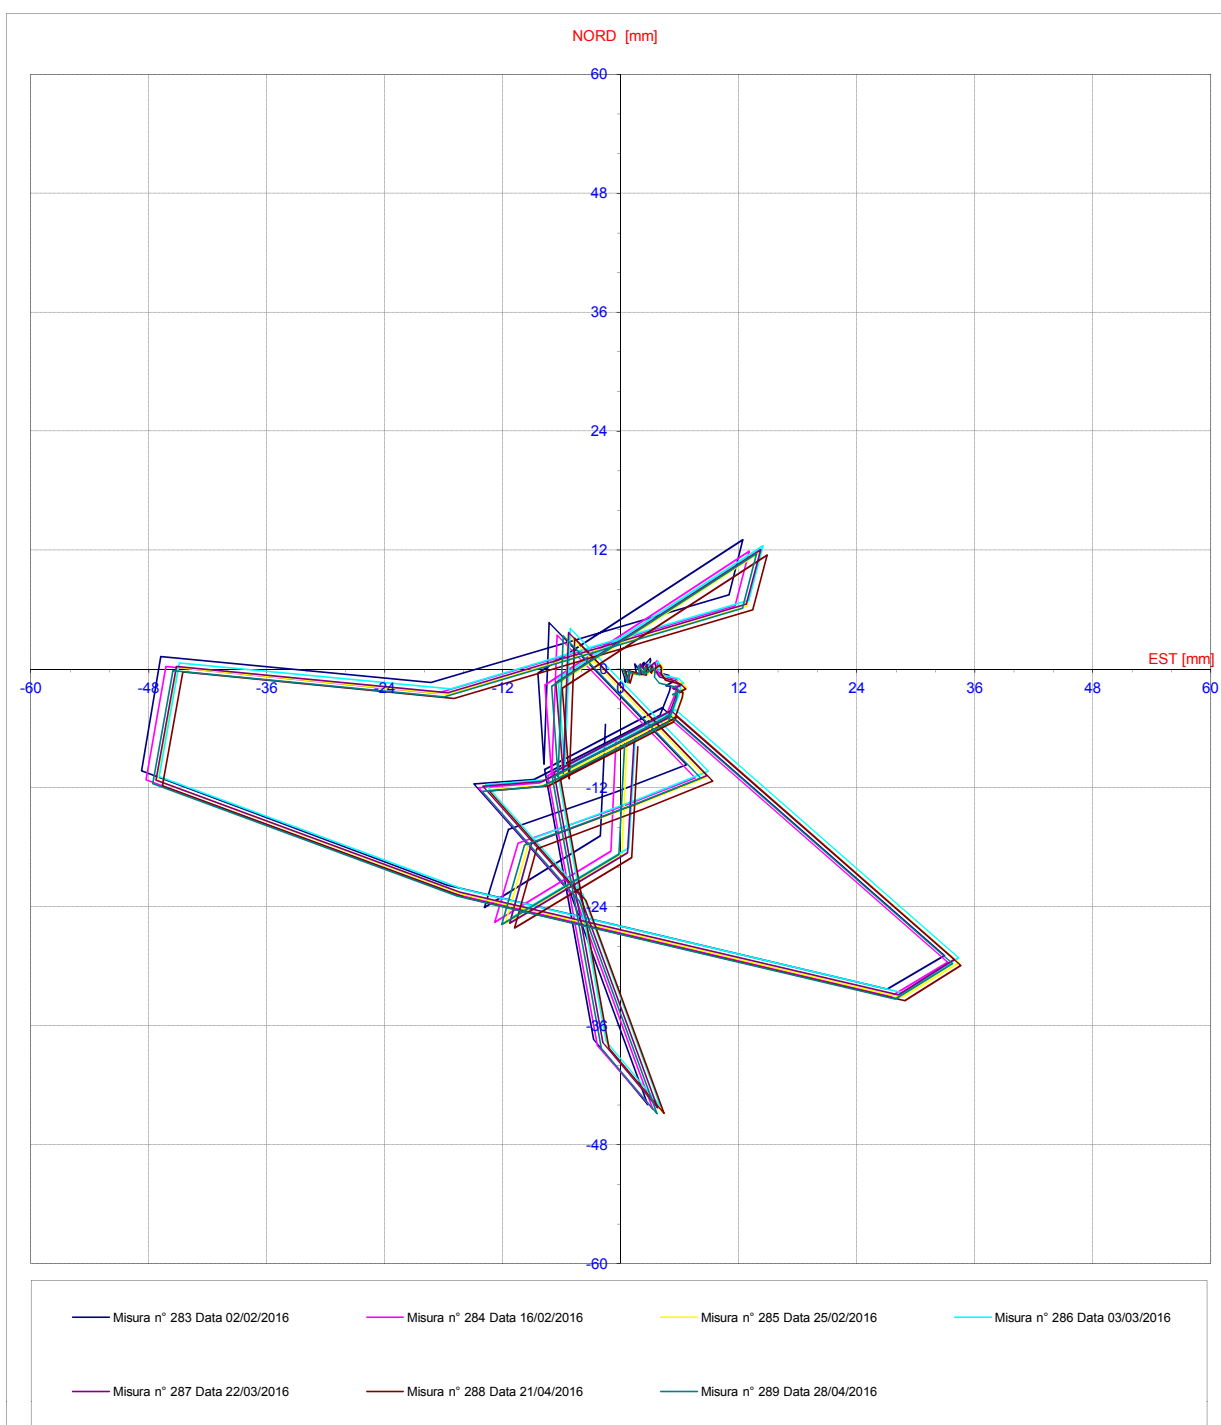 NORD [mm]
60
48
36
24
12
EST [mm]
-60 -48 -36 -24 -12 0 12 24 36 48 60
-12
-24
-36
-48
-60
Misura n° 283 Data 02/02/2016 Misura n° 284 Data 16/02/2016 Misura n° 285 Data 25/02/2016 Misura n° 286 Data 03/03/2016
Misura n° 287 Data 22/03/2016 Misura n° 288 Data 21/04/2016 Misura n° 289 Data 28/04/2016